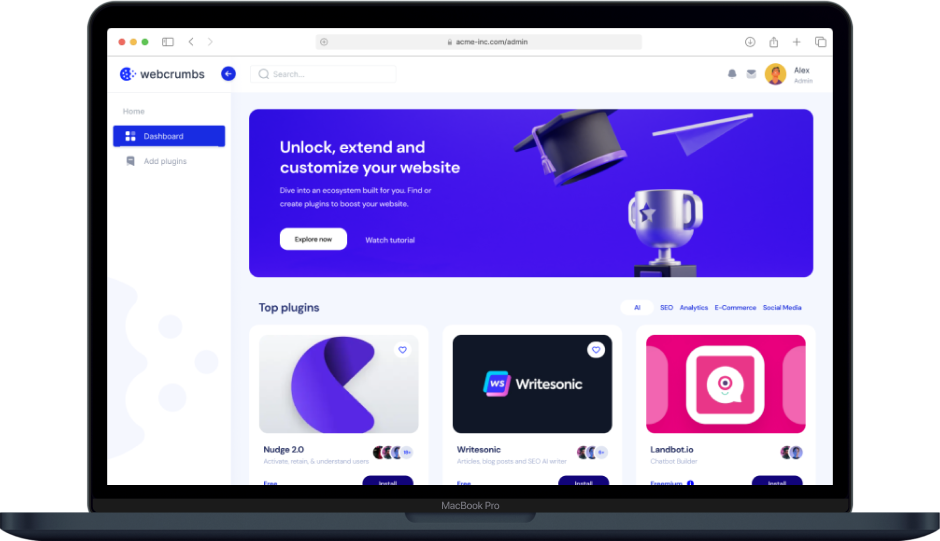 acme-inc.com/admin
webcrumbs
Search...
Alex
Admin
Home
Dashboard
Add plugins
Unlock, extend and
customize your website
Dive into an ecosystem built for you. Find or
create plugins to boost your website.
Explore now
Watch tutorial
Top plugins
AI
SEO
Analytics
E-Commerce
Social Media
ws
Writesonic
Nudge 2.0
Activate, retain, & understand users
Writesonic
Articles, blog posts and SEO AI writer
Landbot.io
Chatbot Builder
Free
Install
Free
Install
Freemium
Install
MacBook Pro